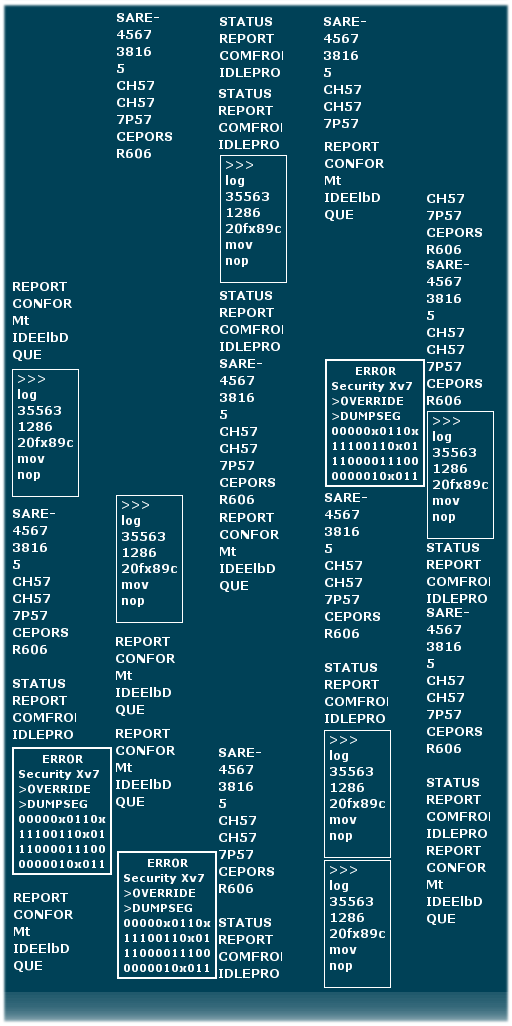 REPORT
CONFOR
Mt
IDEElbD
QUE
>>>
log
35563
1286
20fx89c
mov
nop
SARE-
4567
3816
5
CH57
CH57
7P57
CEPORS
R606
STATUS
REPORT
COMFROI
IDLEPRO
ERROR
Security Xv7
>OVERRIDE
>DUMPSEG
00000x0110x
11100110x01
11000011100
0000010x011
REPORT
CONFOR
Mt
IDEElbD
QUE
SARE-
4567
3816
5
CH57
CH57
7P57
CEPORS
R606
>>>
log
35563
1286
20fx89c
mov
nop
REPORT
CONFOR
Mt
IDEElbD
QUE
REPORT
CONFOR
Mt
IDEElbD
QUE
ERROR
Security Xv7
>OVERRIDE
>DUMPSEG
00000x0110x
11100110x01
11000011100
0000010x011
STATUS
REPORT
COMFROI
IDLEPRO
STATUS
REPORT
COMFROI
IDLEPRO
>>>
log
35563
1286
20fx89c
mov
nop
STATUS
REPORT
COMFROI
IDLEPRO
SARE-
4567
3816
5
CH57
CH57
7P57
CEPORS
R606
REPORT
CONFOR
Mt
IDEElbD
QUE
SARE-
4567
3816
5
CH57
CH57
7P57
CEPORS
R606
STATUS
REPORT
COMFROI
IDLEPRO
SARE-
4567
3816
5
CH57
CH57
7P57
REPORT
CONFOR
Mt
IDEElbD
QUE
ERROR
Security Xv7
>OVERRIDE
>DUMPSEG
00000x0110x
11100110x01
11000011100
0000010x011
SARE-
4567
3816
5
CH57
CH57
7P57
CEPORS
R606
STATUS
REPORT
COMFROI
IDLEPRO
>>>
log
35563
1286
20fx89c
mov
nop
>>>
log
35563
1286
20fx89c
mov
nop
CH57
7P57
CEPORS
R606
SARE-
4567
3816
5
CH57
CH57
7P57
CEPORS
R606
>>>
log
35563
1286
20fx89c
mov
nop
STATUS
REPORT
COMFROI
IDLEPRO
SARE-
4567
3816
5
CH57
CH57
7P57
CEPORS
R606
STATUS
REPORT
COMFROI
IDLEPRO
REPORT
CONFOR
Mt
IDEElbD
QUE